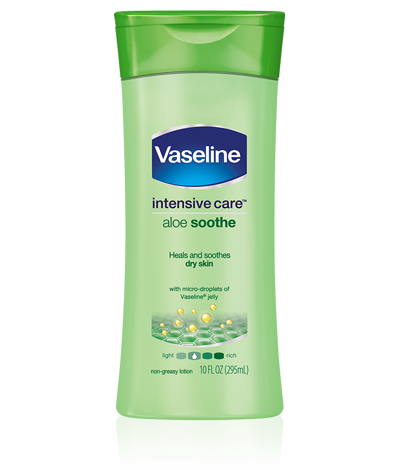 Vaseline
intensive care™
aloe soothe
Heals and soothes
dry skin
with micro-droplets of
Vaseline® jelly
light rich
non-greasy lotion 10 FL OZ (295mL)